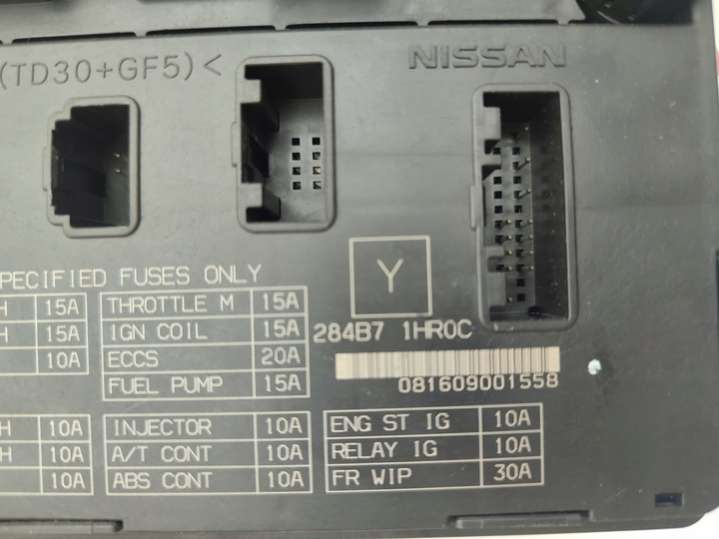 (TD30+GF5)<
NISSAN
PECIFIED FUSES ONLY
Y
H 15A THROTTLE M 15A
H 15A IGN COIL 15A
284B7 1HR0C
10A ECCS 20A
FUEL PUMP 15A
081609001558
H 10A INJECTOR 10A ENG ST IG 10A
H 10A A/T CONT 10A RELAY IG 10A
10A ABS CONT 10A FR WIP 30A